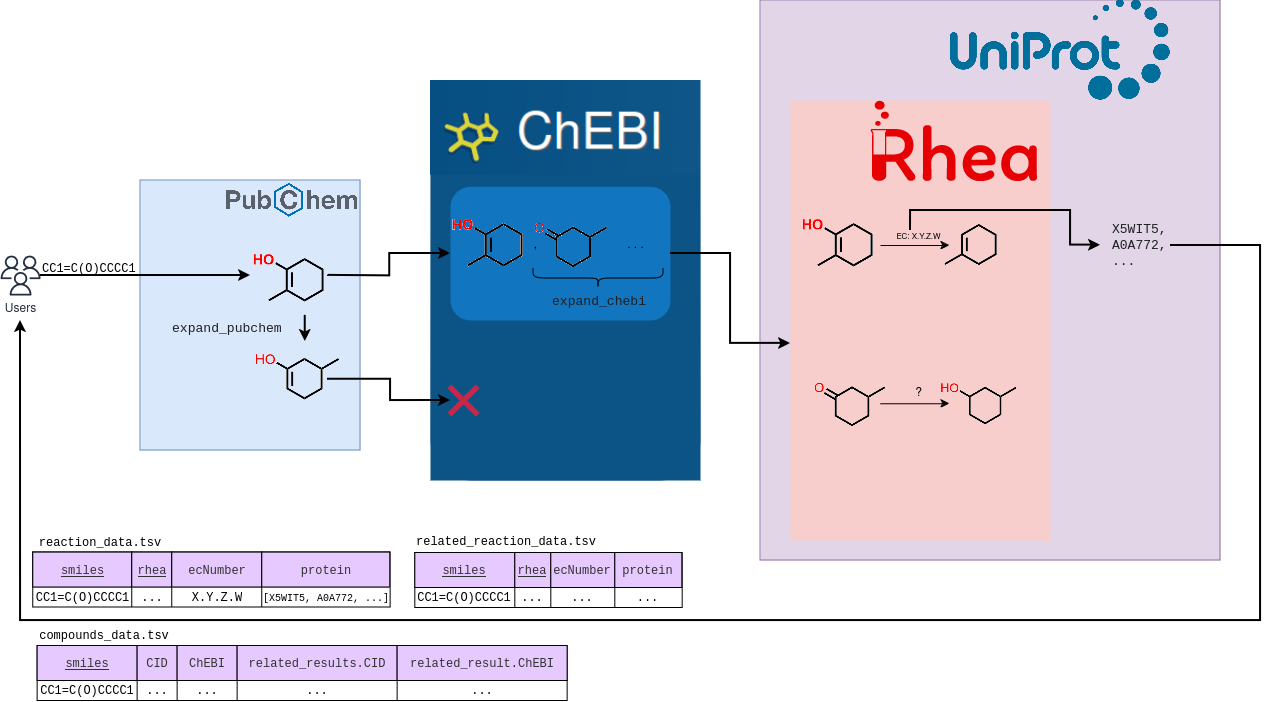 UniProt
ChEBI
Rhea
PubChem
HO
HO
O
,
...
HO
EC: X.Y.Z.W
X5WIT5,
A0A772,
...
CC1=C(O)CCCC1
HO
Users
expand_chebi
expand_pubchem
HO
O
?
HO
reaction_data.tsv
smiles rhea ecNumber protein
CC1=C(O)CCCC1 ... X.Y.Z.W [X5WIT5, A0A772, ...]
related_reaction_data.tsv
smiles rhea ecNumber protein
CC1=C(O)CCCC1 ... ... ...
compounds_data.tsv
smiles CID ChEBI related_results.CID related_result.ChEBI
CC1=C(O)CCCC1 ... ... ... ...